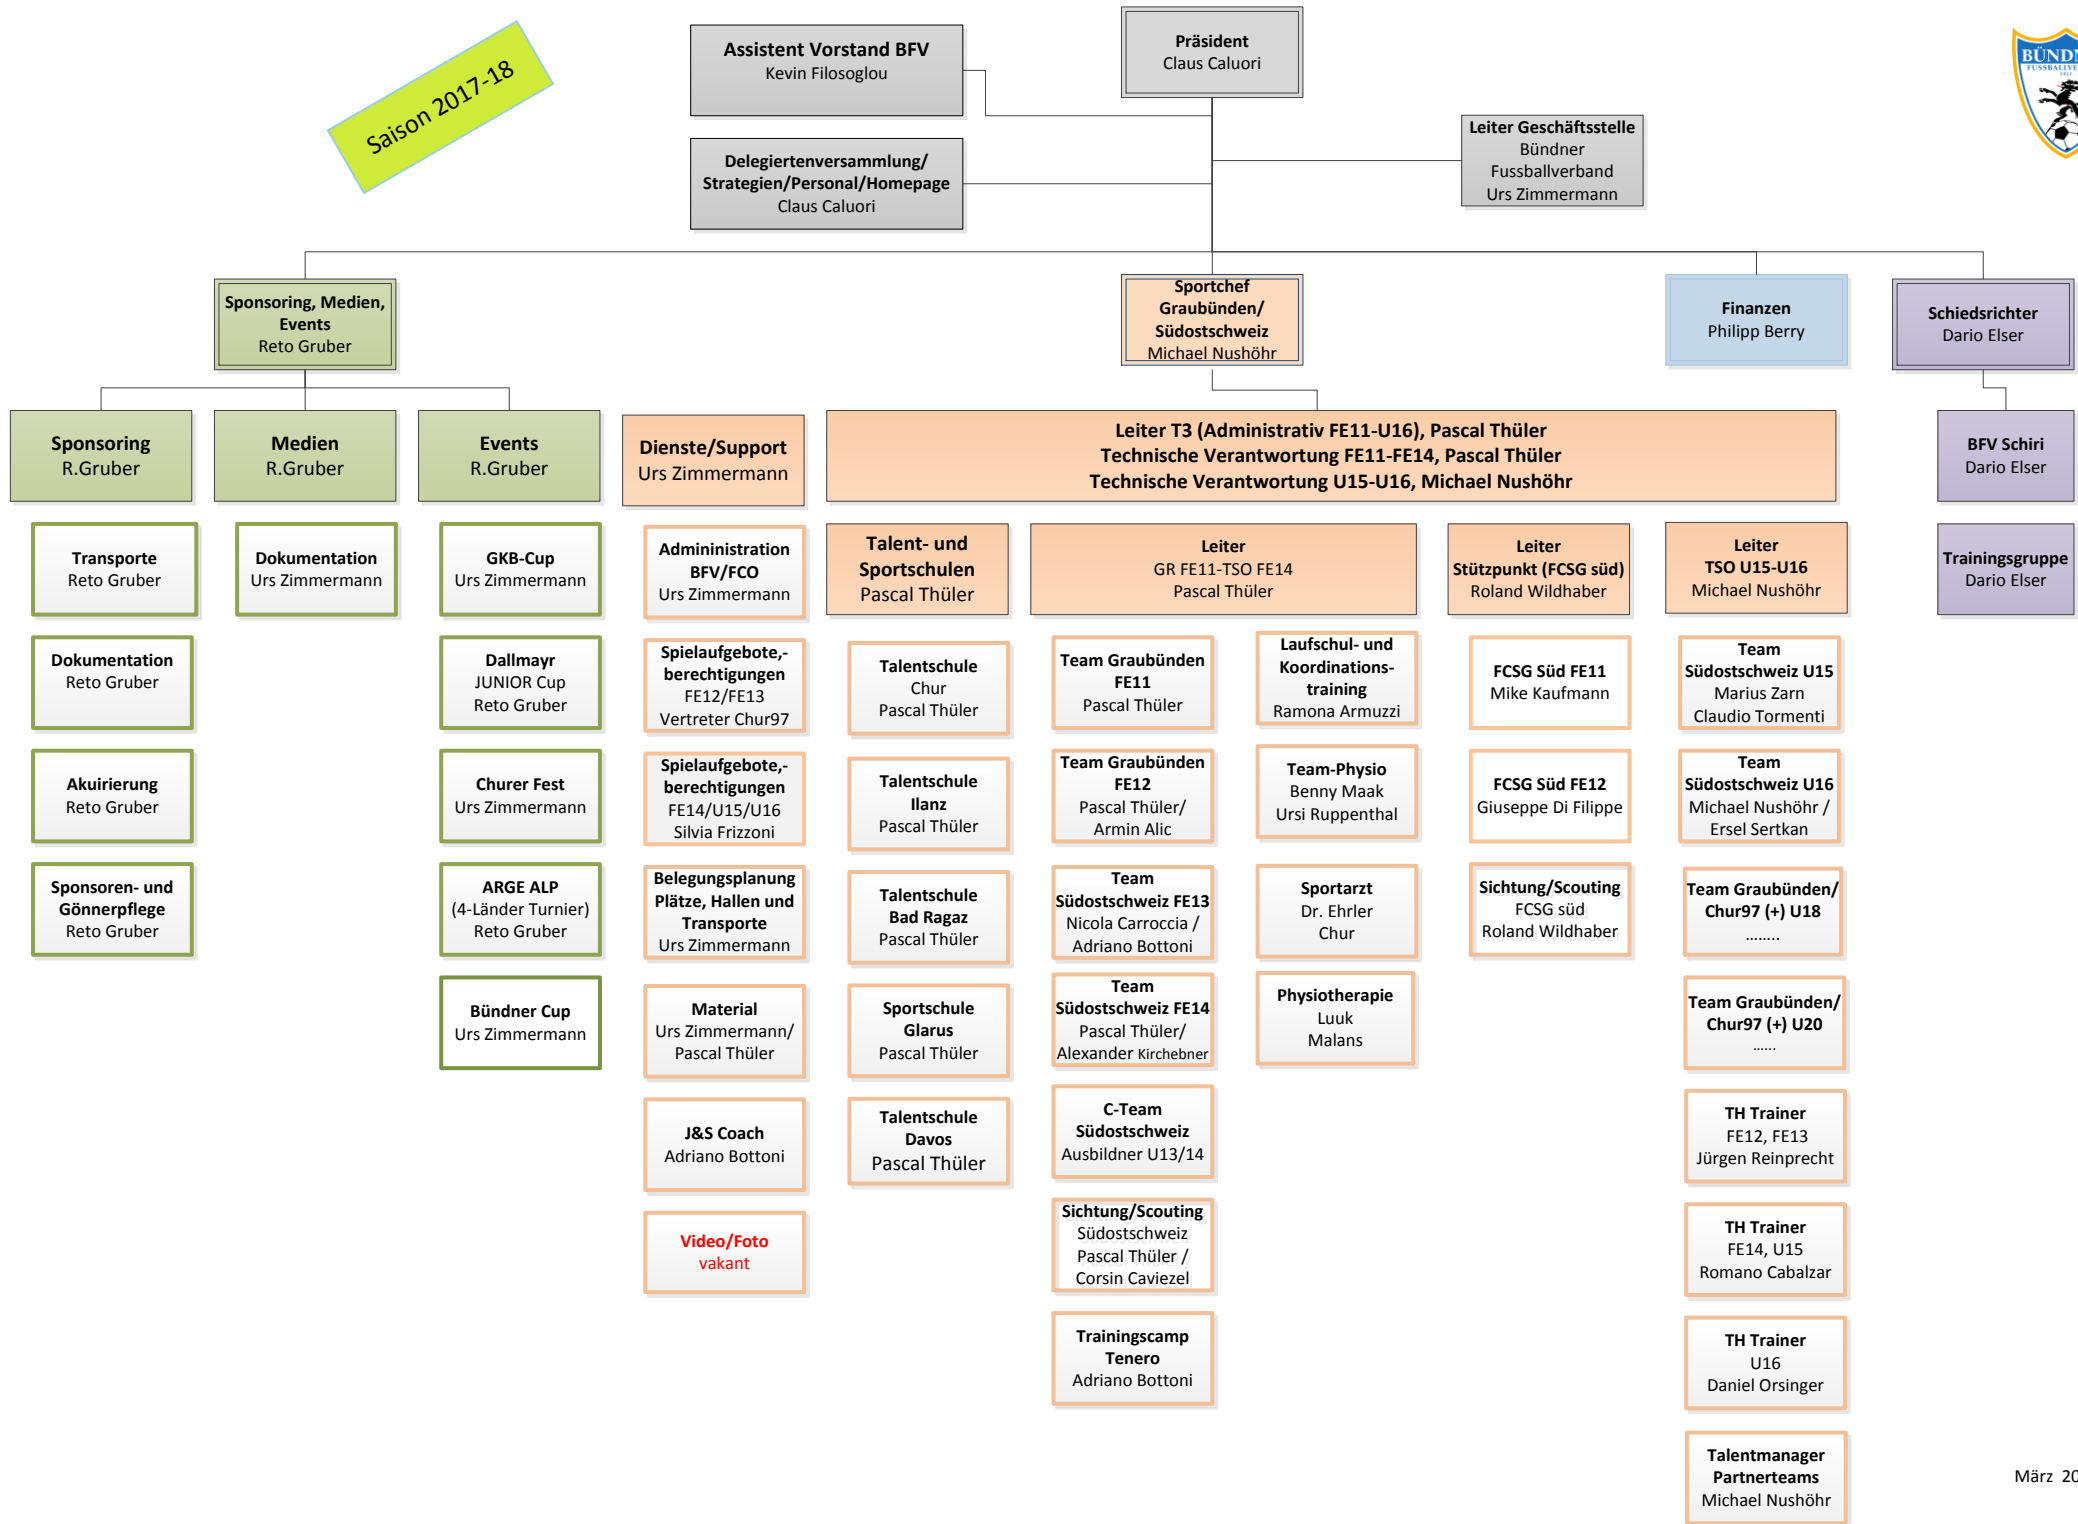 Saison 2017-18
Assistent Vorstand BFV
Kevin Filosoglou
Präsident
Claus Caluori
BÜND
FUSSBALLVE
1921
Delegiertenversammlung/
Strategien/Personal/Homepage
Claus Caluori
Leiter Geschäftsstelle
Bündner
Fussballverband
Urs Zimmermann
Sponsoring, Medien,
Events
Reto Gruber
Sportchef
Graubünden/
Südostschweiz
Michael Nushöhr
Finanzen
Philipp Berry
Schiedsrichter
Dario Elser
Sponsoring
R.Gruber
Medien
R.Gruber
Events
R.Gruber
Dienste/Support
Urs Zimmermann
Leiter T3 (Administrativ FE11-U16), Pascal Thüler
Technische Verantwortung FE11-FE14, Pascal Thüler
Technische Verantwortung U15-U16, Michael Nushöhr
BFV Schiri
Dario Elser
Transporte
Reto Gruber
Dokumentation
Reto Gruber
Akuirierung
Reto Gruber
Sponsoren- und
Gönnerpflege
Reto Gruber
Dokumentation
Urs Zimmermann
GKB-Cup
Urs Zimmermann
Dallmayr
JUNIOR Cup
Reto Gruber
Churer Fest
Urs Zimmermann
ARGE ALP
(4-Länder Turnier)
Reto Gruber
Bündner Cup
Urs Zimmermann
Admininistration
BFV/FCO
Urs Zimmermann
Spielaufgebote,-
berechtigungen
FE12/FE13
Vertreter Chur97
Spielaufgebote,-
berechtigungen
FE14/U15/U16
Silvia Frizzoni
Belegungsplanung
Plätze, Hallen und
Transporte
Urs Zimmermann
Material
Urs Zimmermann/
Pascal Thüler
J&S Coach
Adriano Bottoni
Video/Foto
vakant
Talent- und
Sportschulen
Pascal Thüler
Talentschule
Chur
Pascal Thüler
Talentschule
Ilanz
Pascal Thüler
Talentschule
Bad Ragaz
Pascal Thüler
Sportschule
Glarus
Pascal Thüler
Talentschule
Davos
Pascal Thüler
Leiter
GR FE11-TSO FE14
Pascal Thüler
Team Graubünden
FE11
Pascal Thüler
Team Graubünden
FE12
Pascal Thüler/
Armin Alic
Team
Südostschweiz FE13
Nicola Carroccia /
Adriano Bottoni
Team
Südostschweiz FE14
Pascal Thüler/
Alexander Kirchebner
C-Team
Südostschweiz
Ausbildner U13/14
Sichtung/Scouting
Südostschweiz
Pascal Thüler /
Corsin Caviezel
Trainingscamp
Tenero
Adriano Bottoni
Laufschul- und
Koordinations-
training
Ramona Armuzzi
Team-Physio
Benny Maak
Ursi Ruppenthal
Sportarzt
Dr. Ehrler
Chur
Physiotherapie
Luuk
Malans
Leiter
Stützpunkt (FCSG süd)
Roland Wildhaber
FCSG Süd FE11
Mike Kaufmann
FCSG Süd FE12
Giuseppe Di Filippe
Sichtung/Scouting
FCSG süd
Roland Wildhaber
Leiter
TSO U15-U16
Michael Nushöhr
Team
Südostschweiz U15
Marius Zarn
Claudio Tormenti
Team
Südostschweiz U16
Michael Nushöhr /
Ersel Sertkan
Team Graubünden/
Chur97 (+) U18
........
Team Graubünden/
Chur97 (+) U20
......
TH Trainer
FE12, FE13
Jürgen Reinprecht
TH Trainer
FE14, U15
Romano Cabalzar
TH Trainer
U16
Daniel Orsinger
Talentmanager
Partnerteams
Michael Nushöhr
Trainingsgruppe
Dario Elser
März 20